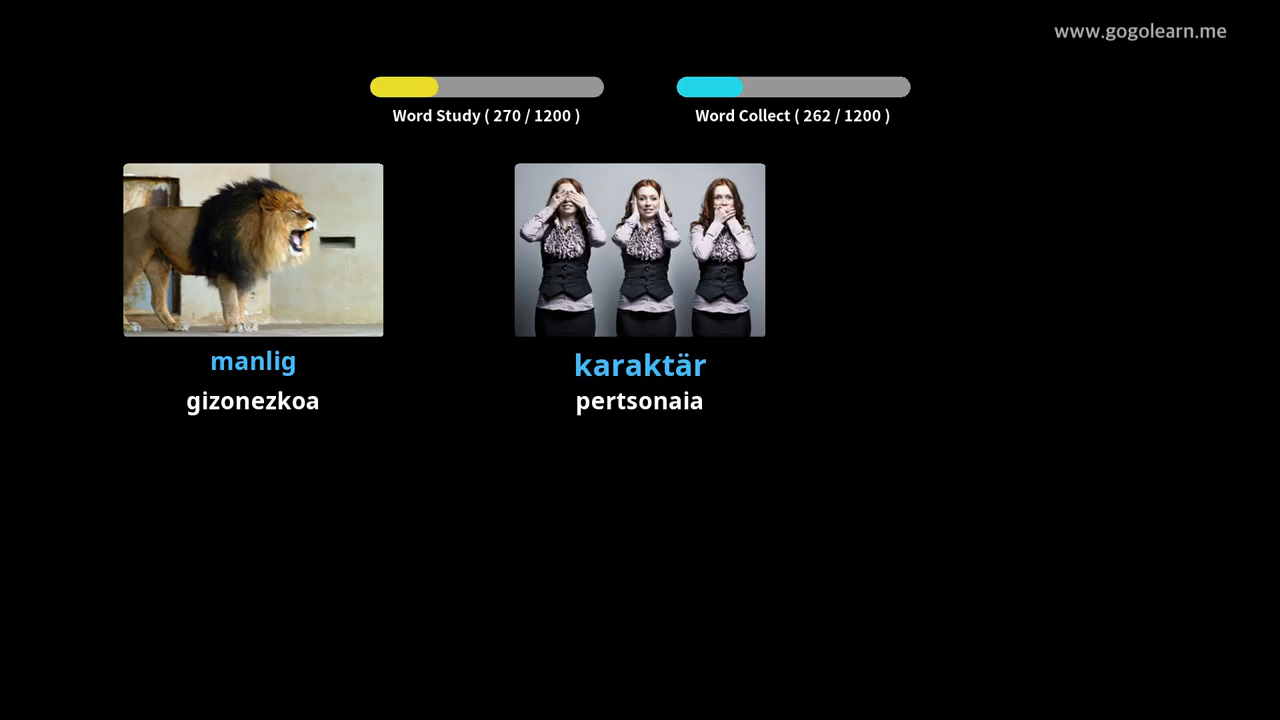 www.gogolearn.me
Word Study ( 270 / 1200 )
Word Collect ( 262 / 1200 )
manlig
karaktär
gizonezkoa
pertsonaia